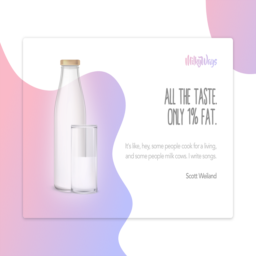 ALL THE TASTE.
ONLY 1% FAT.
It's like, hey, some people cook for a living,
and some people milk cows. I write songs.
Scott Weiland